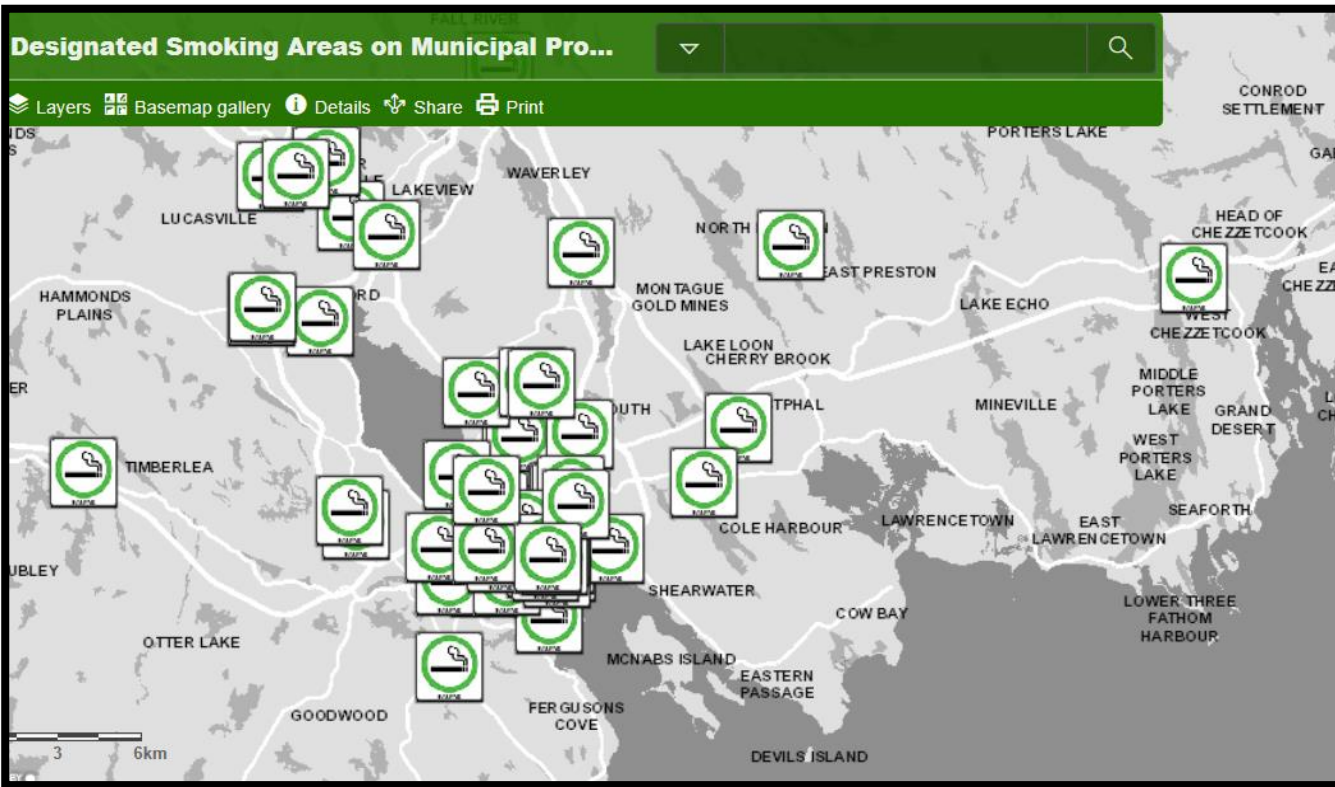 FALL RIVER
Designated Smoking Areas on Municipal Pro...
Layers Basemap gallery Details Share Print
CONROD
SETTLEMENT
PORTERS LAKE
WAVERLEY
LAKEVIEW
LUCASVILLE
HEAD OF
CHEZZETCOOK
NORTH
EAST PRESTON
MONTAGUE
GOLD MINES
HAMMONDS
PLAINS
LAKE ECHO
WEST
CHEZZETCOOK
LAKE LOON
CHERRY BROOK
MIDDLE
PORTERS
LAKE
MINEVILLE
GRAND
DESERT
WEST
PORTERS
LAKE
TIMBERLEA
SEAFORTH
COLE HARBOUR
LAWRENCETOWN
EAST
LAWRENCETOWN
SHEARWATER
LOWER THREE
FATHOM
HARBOUR
COW BAY
OTTER LAKE
MCNABS ISLAND
EASTERN
PASSAGE
GOODWOOD
FERGUSONS
COVE
3 6km
DEVILS ISLAND